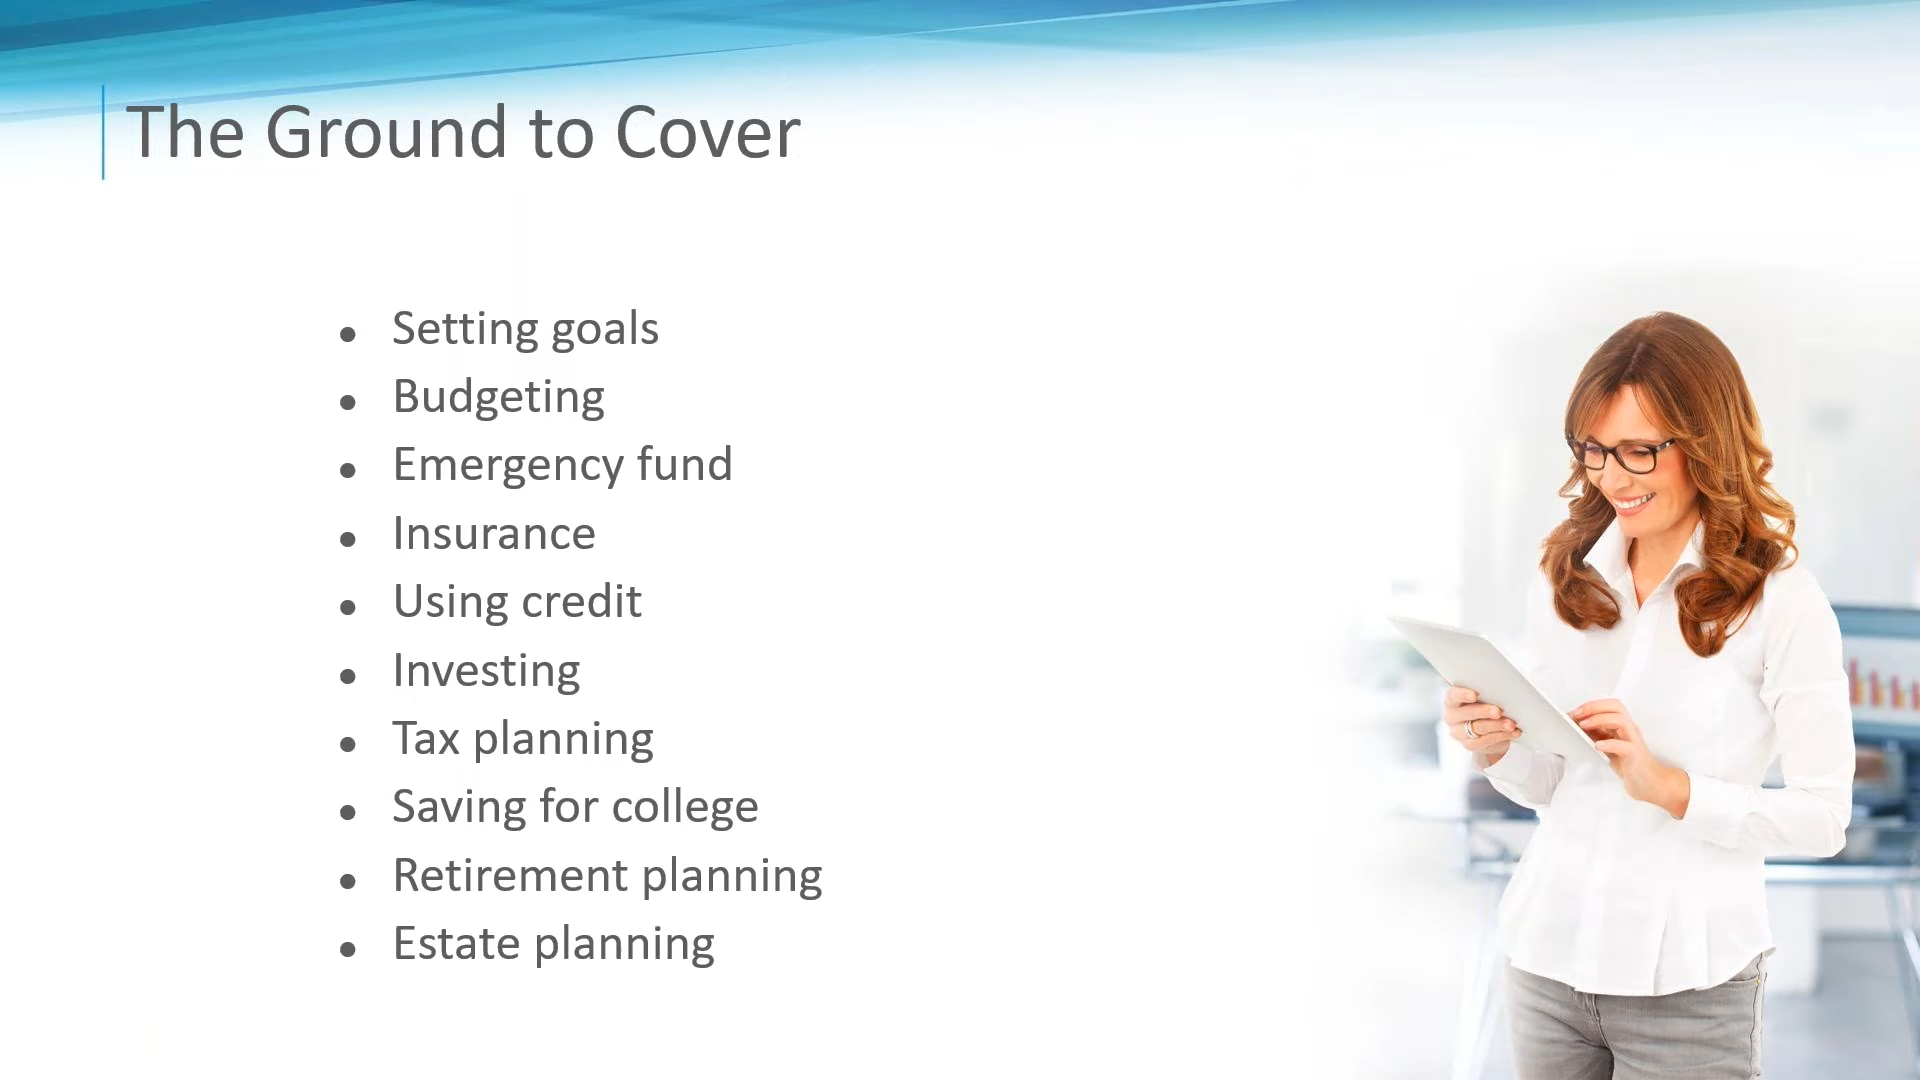 The Ground to Cover
• Setting goals
• Budgeting
• Emergency fund
• Insurance
• Using credit
• Investing
• Tax planning
• Saving for college
• Retirement planning
• Estate planning